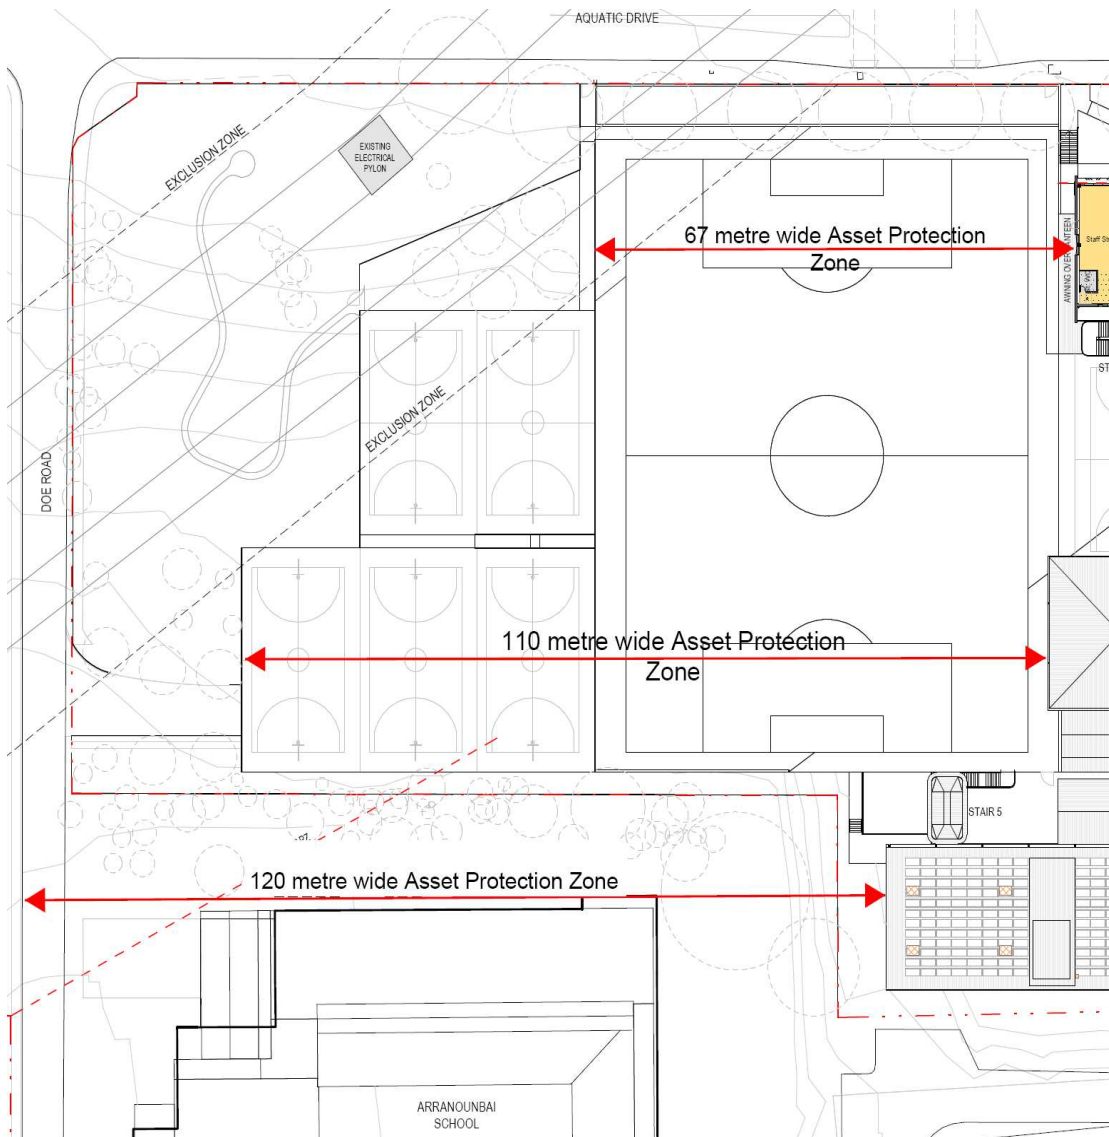 AQUATIC DRIVE
EXCLUSION ZONE
EXISTING
ELECTRICAL
PYLON
67 metre wide Asset Protection
Zone
Staff
EXCLUSION ZONE
DOE ROAD
110 metre wide Asset Protection
Zone
STAIR 5
120 metre wide Asset Protection Zone
ARRANOUNBAI
SCHOOL